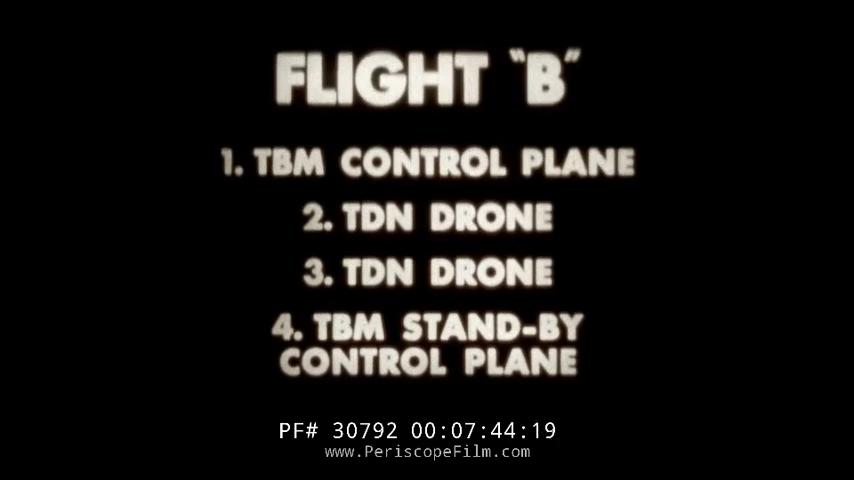 FLIGHT "B"
1. TBM CONTROL PLANE
2. TDN DRONE
3. TDN DRONE
4. TBM STAND-BY
CONTROL PLANE
PF# 30792 00:07:44:19
www.PeriscopeFilm.com